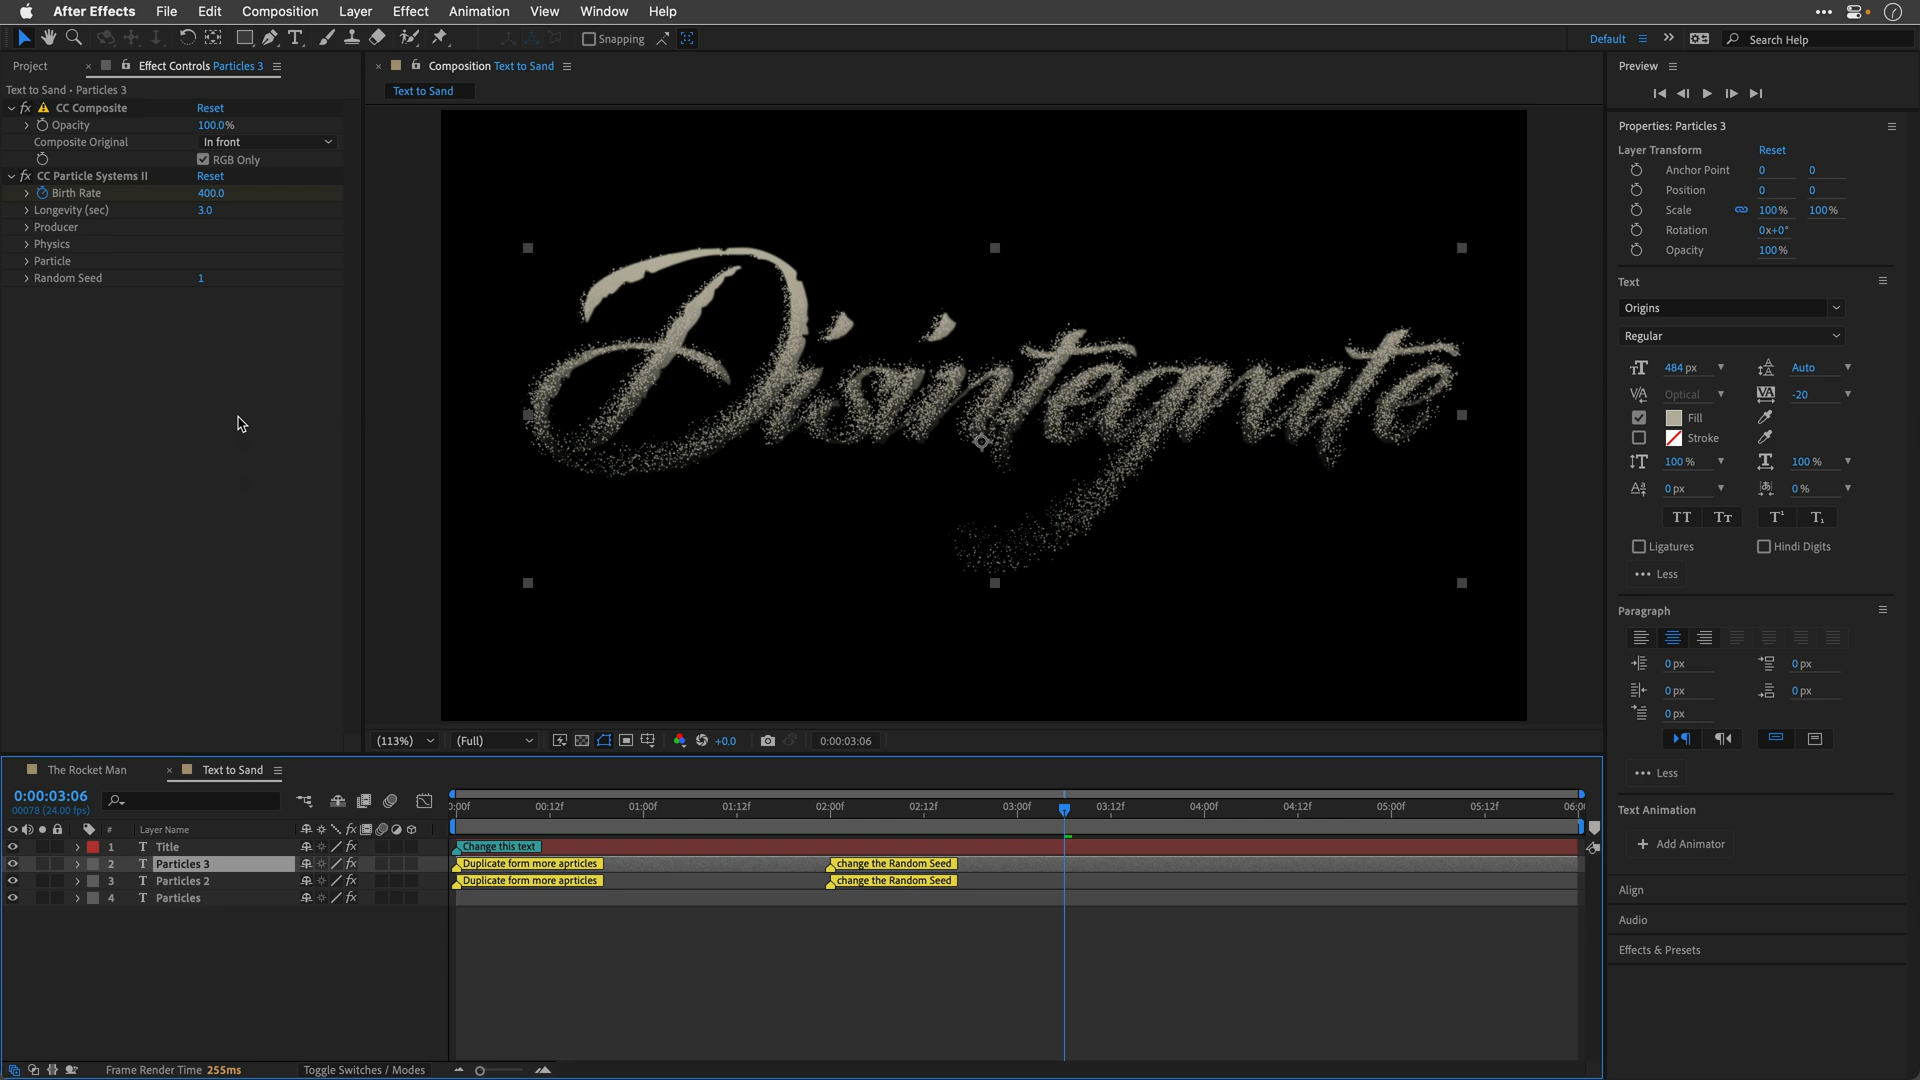 After Effects File Edit Composition Layer Effect Animation View Window Help
Snapping Default Search Help
Project Effect Controls Particles 3
Text to Sand • Particles 3
CC Composite Reset
Opacity 100.0%
Composite Original In front
RGB Only
CC Particle Systems II Reset
Birth Rate 400.0
Longevity (sec) 3.0
Producer
Physics
Particle
Random Seed 1
Composition Text to Sand
Text to Sand
Disintegrate
(113%) (Full) +0.0 0:00:03:06
Preview
Properties: Particles 3
Layer Transform Reset
Anchor Point 0 0
Position 0 0
Scale 100% 100%
Rotation 0x+0°
Opacity 100%
Text
Origins
Regular
484 px Auto
Optical -20
Fill
Stroke
100% 100%
0 px 0%
TT Tт T¹ T₁
Ligatures Hindi Digits
Less
Paragraph
0 px 0 px
0 px 0 px
0 px
Less
Text Animation
Add Animator
Align
Audio
Effects & Presets
The Rocket Man Text to Sand
0:00:03:06
00078 (24.00 fps)
:00f 00:12f 01:00f 01:12f 02:00f 02:12f 03:00f 03:12f 04:00f 04:12f 05:00f 05:12f 06:00
# Layer Name
1 T Title Change this text
2 T Particles 3 Duplicate form more aprticles change the Random Seed
3 T Particles 2 Duplicate form more aprticles change the Random Seed
4 T Particles
Frame Render Time 255ms Toggle Switches / Modes